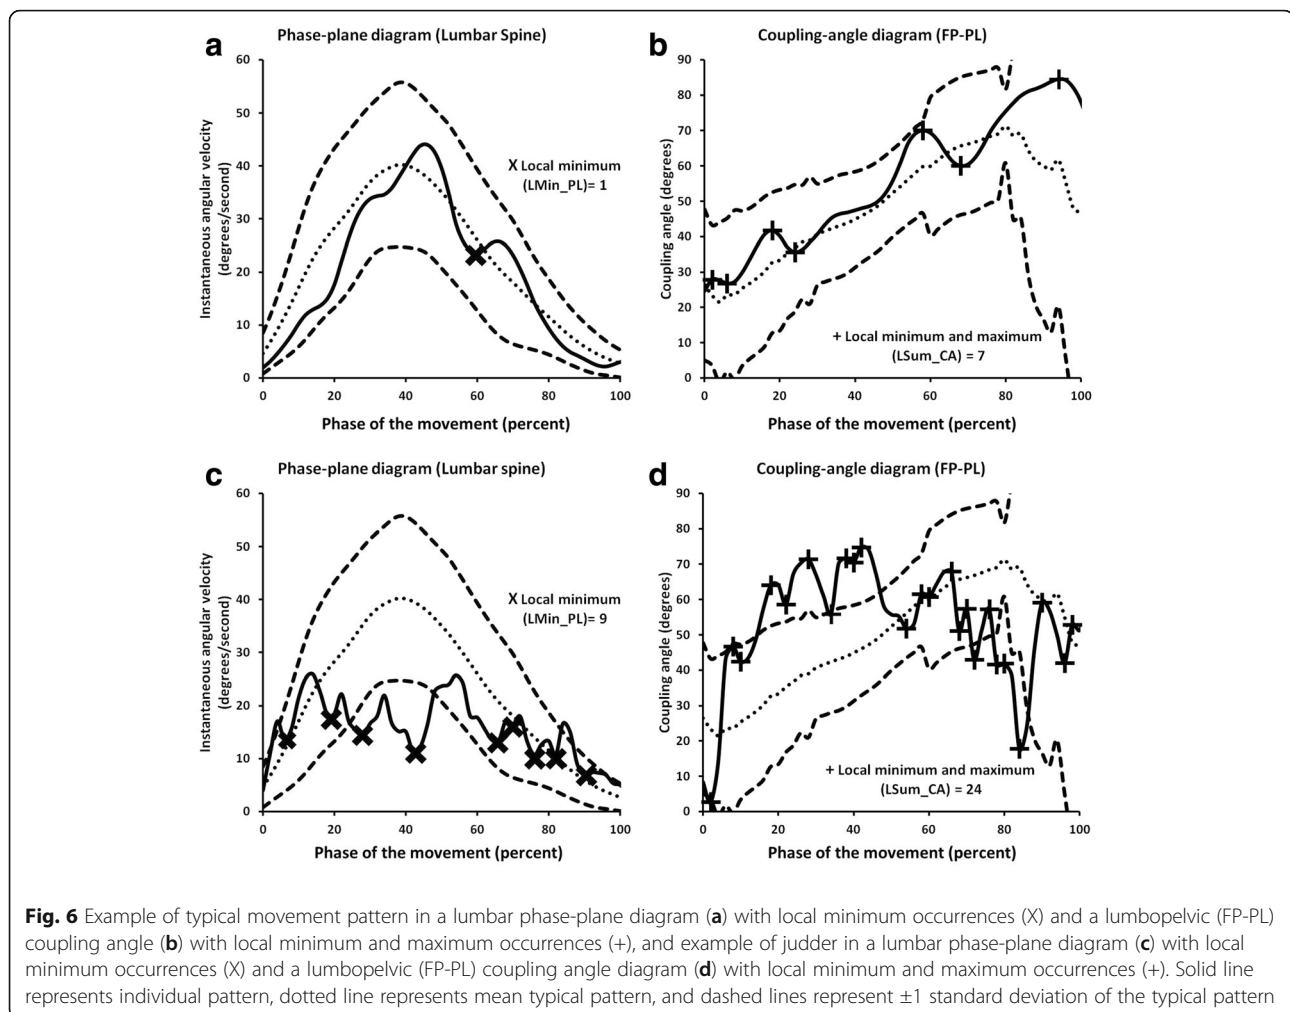 a
Phase-plane diagram (Lumbar Spine)
Instantaneous angular velocity
(degrees/second)
60
50
40
30
20
10
0
X Local minimum
(LMin_PL)= 1
0 20 40 60 80 100
Phase of the movement (percent)
b
Coupling-angle diagram (FP-PL)
Coupling angle (degrees)
90
80
70
60
50
40
30
20
10
0
+ Local minimum and maximum
(LSum_CA) = 7
0 20 40 60 80 100
Phase of the movement (percent)
c
Phase-plane diagram (Lumbar spine)
Instantaneous angular velocity
(degrees/second)
60
50
40
30
20
10
0
X Local minimum
(LMin_PL)= 9
0 20 40 60 80 100
Phase of the movement (percent)
d
Coupling-angle diagram (FP-PL)
Coupling angle (degrees)
90
80
70
60
50
40
30
20
10
0
+ Local minimum and maximum
(LSum_CA) = 24
0 20 40 60 80 100
Phase of the movement (percent)
Fig. 6 Example of typical movement pattern in a lumbar phase-plane diagram (a) with local minimum occurrences (X) and a lumbopelvic (FP-PL)
coupling angle (b) with local minimum and maximum occurrences (+), and example of judder in a lumbar phase-plane diagram (c) with local
minimum occurrences (X) and a lumbopelvic (FP-PL) coupling angle diagram (d) with local minimum and maximum occurrences (+). Solid line
represents individual pattern, dotted line represents mean typical pattern, and dashed lines represent ±1 standard deviation of the typical pattern